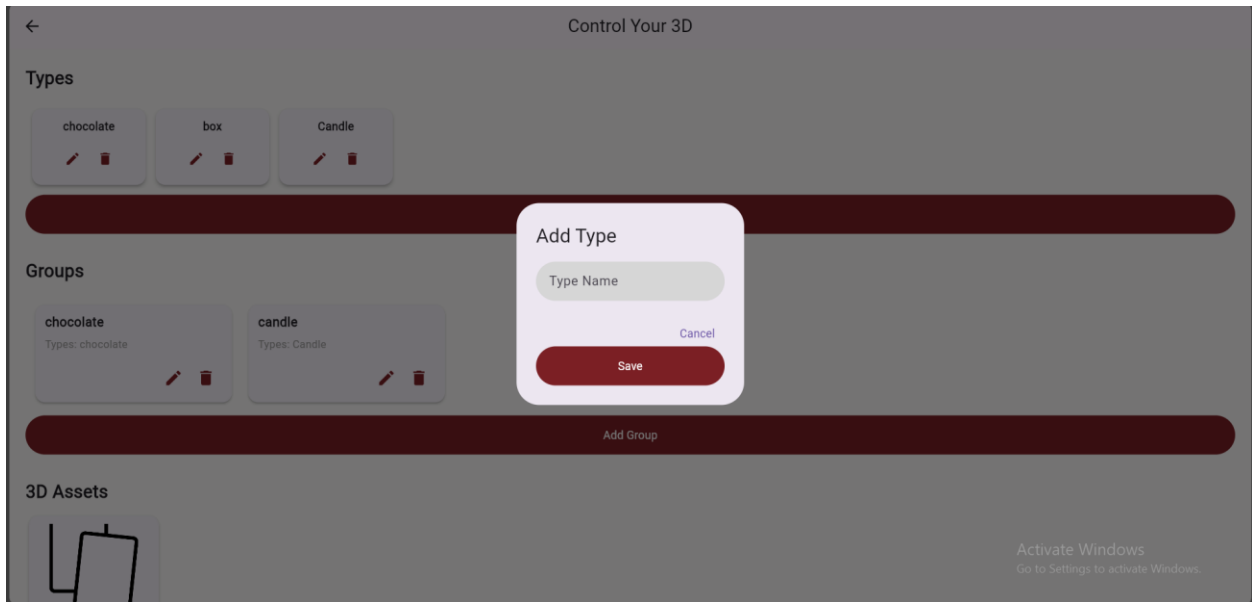 Control Your 3D
Types
chocolate box Candle
Add Type
Type Name
Groups
chocolate candle
Types: chocolate Types: Candle
Cancel
Save
Add Group
3D Assets
Activate Windows
Go to Settings to activate Windows.